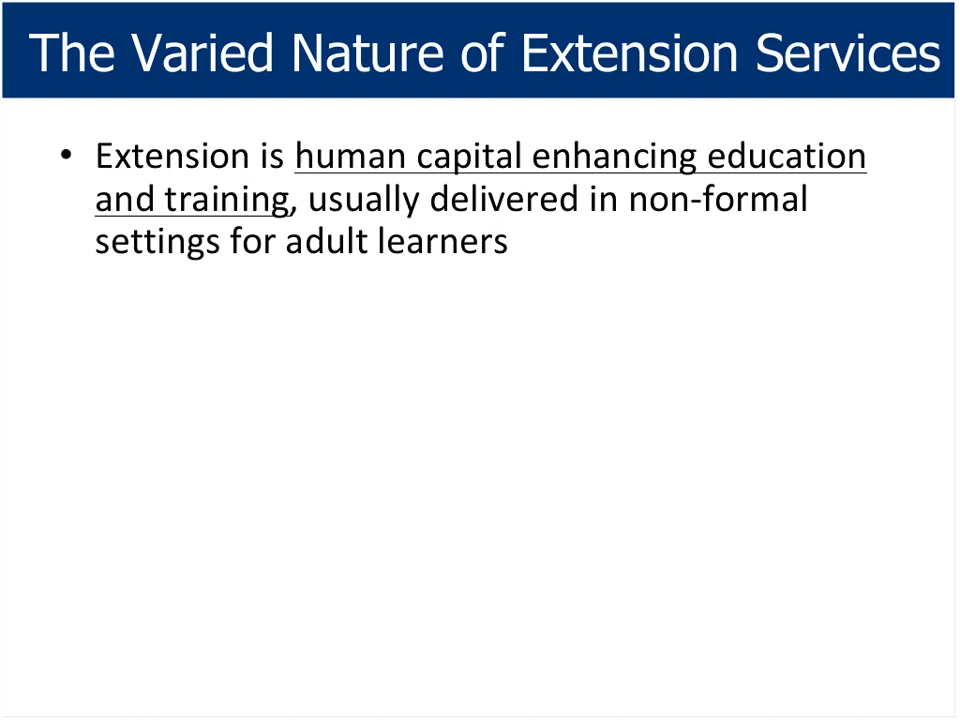 The Varied Nature of Extension Services
• Extension is human capital enhancing education
and training, usually delivered in non-formal
settings for adult learners